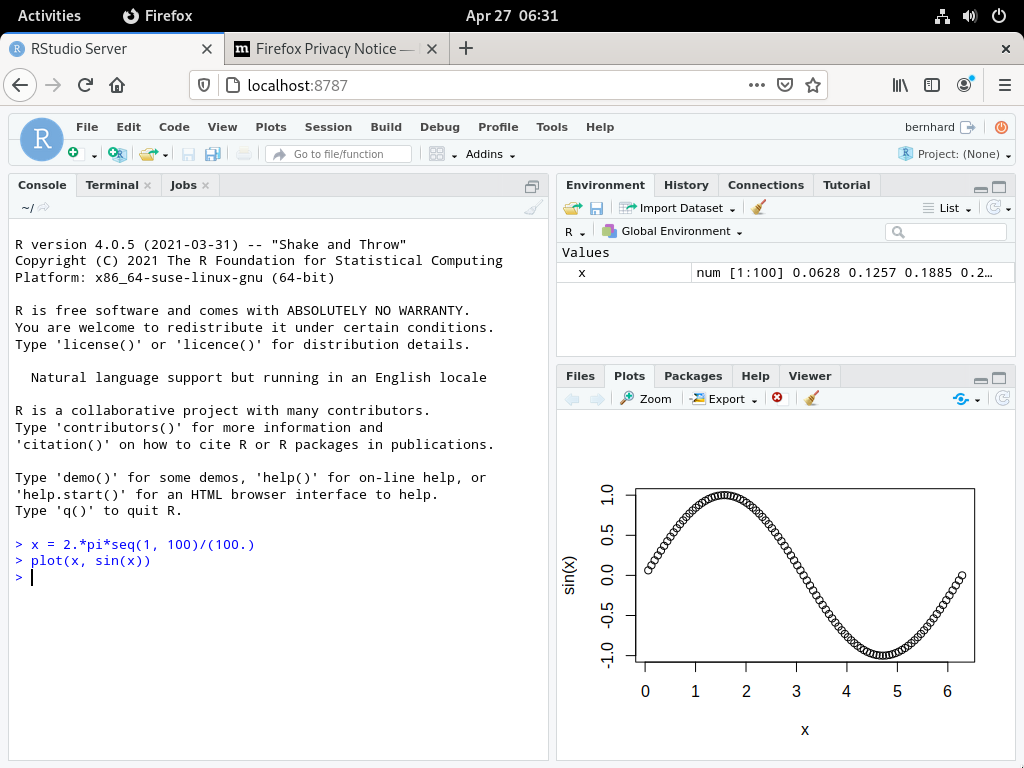 Activities Firefox Apr 27 06:31
RStudio Server Firefox Privacy Notice —
localhost:8787
R File Edit Code View Plots Session Build Debug Profile Tools Help bernhard
Go to file/function Addins R Project: (None)
Console Terminal Jobs
~/
R version 4.0.5 (2021-03-31) -- "Shake and Throw"
Copyright (C) 2021 The R Foundation for Statistical Computing
Platform: x86_64-suse-linux-gnu (64-bit)
R is free software and comes with ABSOLUTELY NO WARRANTY.
You are welcome to redistribute it under certain conditions.
Type 'license()' or 'licence()' for distribution details.
Natural language support but running in an English locale
R is a collaborative project with many contributors.
Type 'contributors()' for more information and
'citation()' on how to cite R or R packages in publications.
Type 'demo()' for some demos, 'help()' for on-line help, or
'help.start()' for an HTML browser interface to help.
Type 'q()' to quit R.
> x = 2.*pi*seq(1, 100)/(100.)
> plot(x, sin(x))
>
Environment History Connections Tutorial
Import Dataset List
R Global Environment
Values
x num [1:100] 0.0628 0.1257 0.1885 0.2…
Files Plots Packages Help Viewer
Zoom Export
1.0
0.5
0.0
-0.5
-1.0
sin(x)
0 1 2 3 4 5 6
x